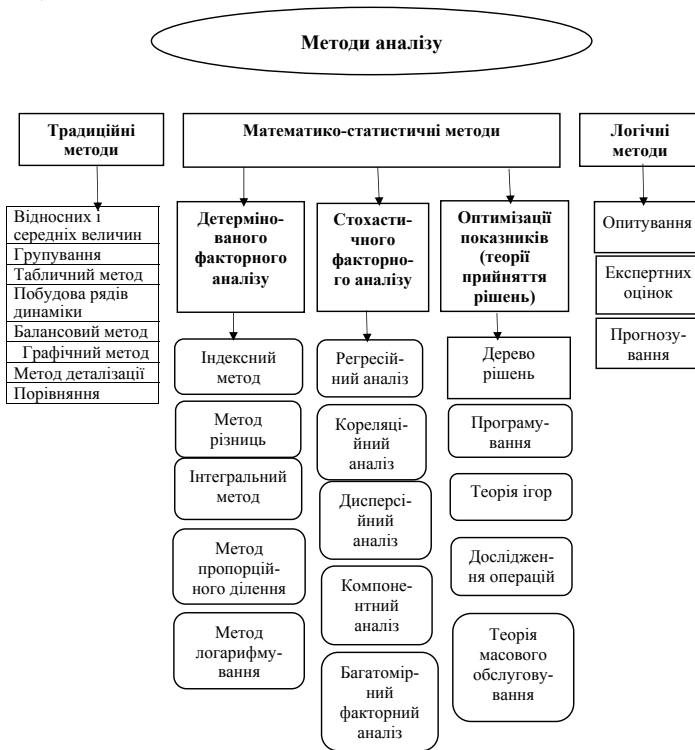 Методи аналізу
Традиційні
методи
Математико-статистичні методи
Логічні
методи
Відносних і
середніх величин
Групування
Табличний метод
Побудова рядів
динаміки
Балансовий метод
Графічний метод
Метод деталізації
Порівняння
Деterміно-
ваного
факторного
аналізу
Стохасти-
чного
факторно-
го аналізу
Оптимізації
показників
(теорії
прийняття
рішень)
Опитування
Експертних
оцінок
Прогнозу-
вання
Індексний
метод
Метод
різниць
Інтегральний
метод
Метод
пропорцій-
ного ділення
Метод
логарифму-
вання
Регресій-
ний аналіз
Кореляці-
йний
аналіз
Дисперсі-
йний
аналіз
Компоне-
нтний
аналіз
Багатомір-
ний
факторний
аналіз
Дерево
рішень
Програму-
вання
Теорія ігор
Дослідже-
ння операцій
Теорія
масового
обслугову-
вання